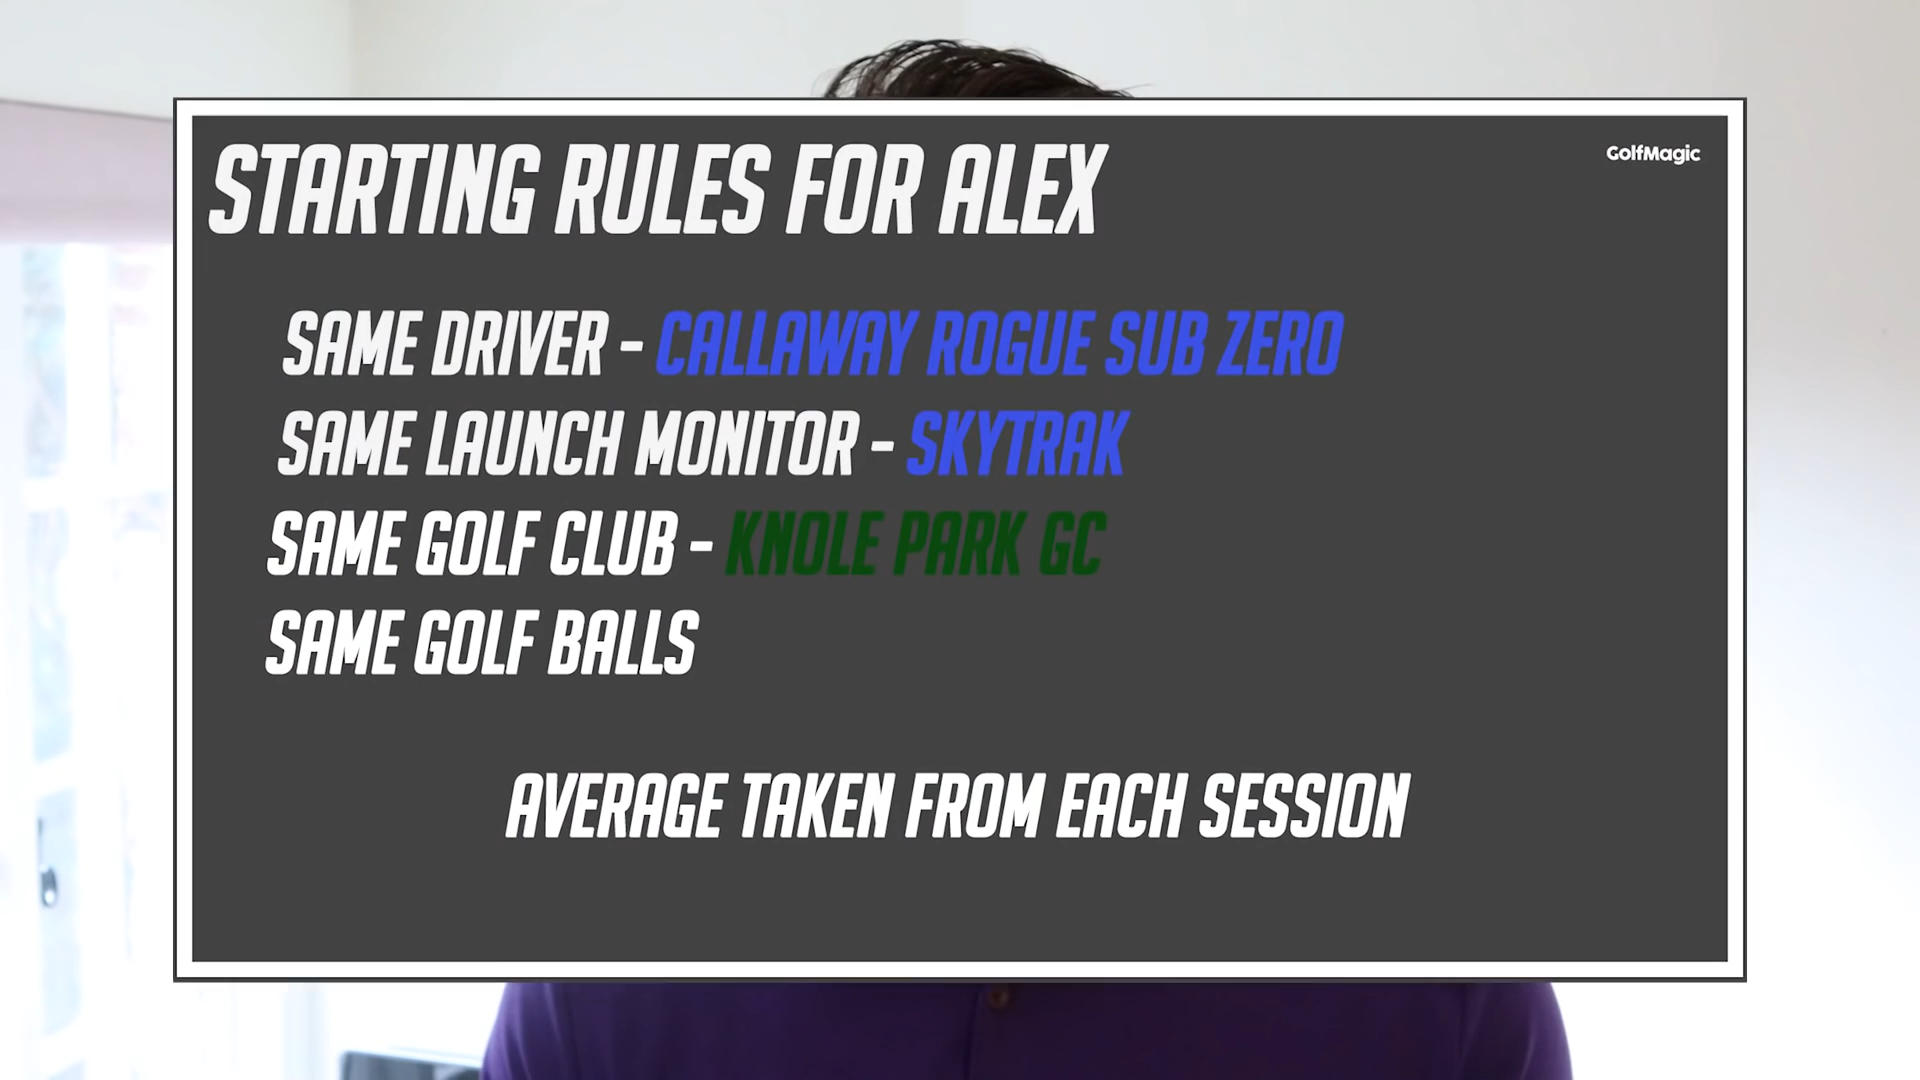 STARTING RULES FOR ALEX
GolfMagic
SAME DRIVER - CALLAWAY ROGUE SUB ZERO
SAME LAUNCH MONITOR - SKYTRAK
SAME GOLF CLUB - KNOLE PARK GC
SAME GOLF BALLS
AVERAGE TAKEN FROM EACH SESSION